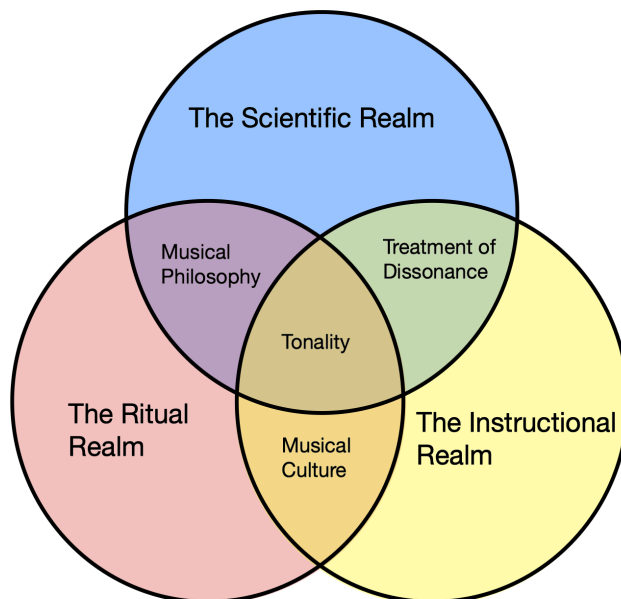 The Scientific Realm
Musical
Philosophy
Treatment of
Dissonance
Tonality
The Ritual
Realm
The Instructional
Realm
Musical
Culture